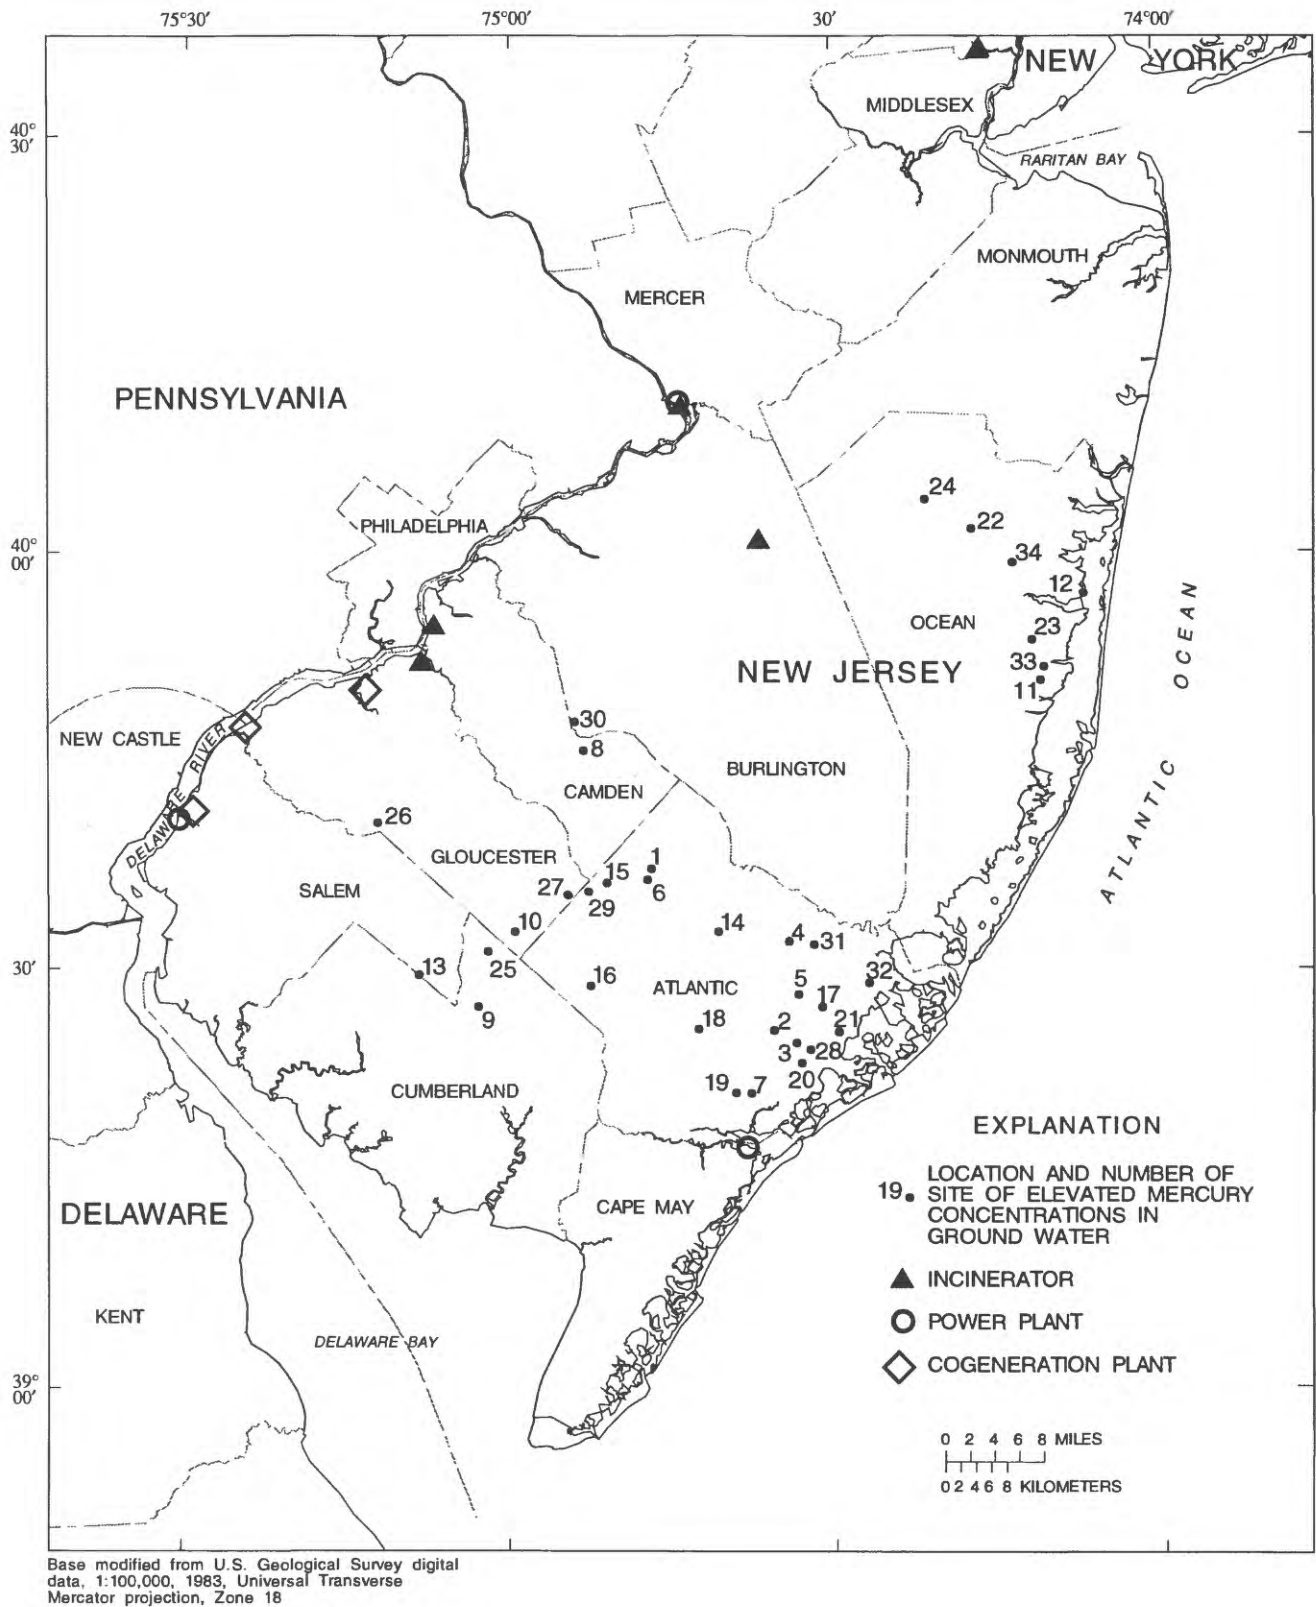 75°30′ 75°00′ 30′ 74°00′
NEW YORK
MIDDLESEX
40°
30′
RARITAN BAY
MONMOUTH
MERCER
PENNSYLVANIA
24
PHILADELPHIA
22
40°
00′
34
12
OCEAN
23
NEW JERSEY
33
11
ATLANTIC OCEAN
30
NEW CASTLE
8
DELAWARE RIVER
BURLINGTON
CAMDEN
26
GLOUCESTER
1
15
6
SALEM
27
29
10
14
4
31
25
13
30′
16
ATLANTIC
5
32
17
9
18
2
21
3
28
20
CUMBERLAND
19
7
CAPE MAY
DELAWARE
KENT
DELAWARE BAY
39°
00′
EXPLANATION
19
LOCATION AND NUMBER OF
SITE OF ELEVATED MERCURY
CONCENTRATIONS IN
GROUND WATER
INCINERATOR
POWER PLANT
COGENERATION PLANT
0 2 4 6 8 MILES
0 2 4 6 8 KILOMETERS
Base modified from U.S. Geological Survey digital
data, 1:100,000, 1983, Universal Transverse
Mercator projection, Zone 18